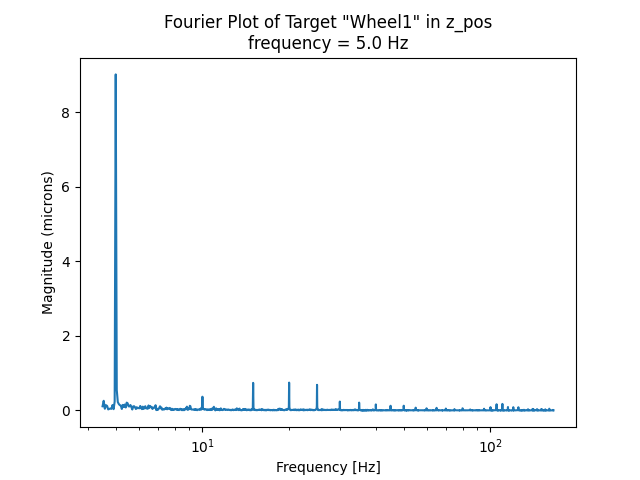 Fourier Plot of Target "Wheel1" in z_pos
frequency = 5.0 Hz
Magnitude (microns)
8
6
4
2
0
10¹
10²
Frequency [Hz]